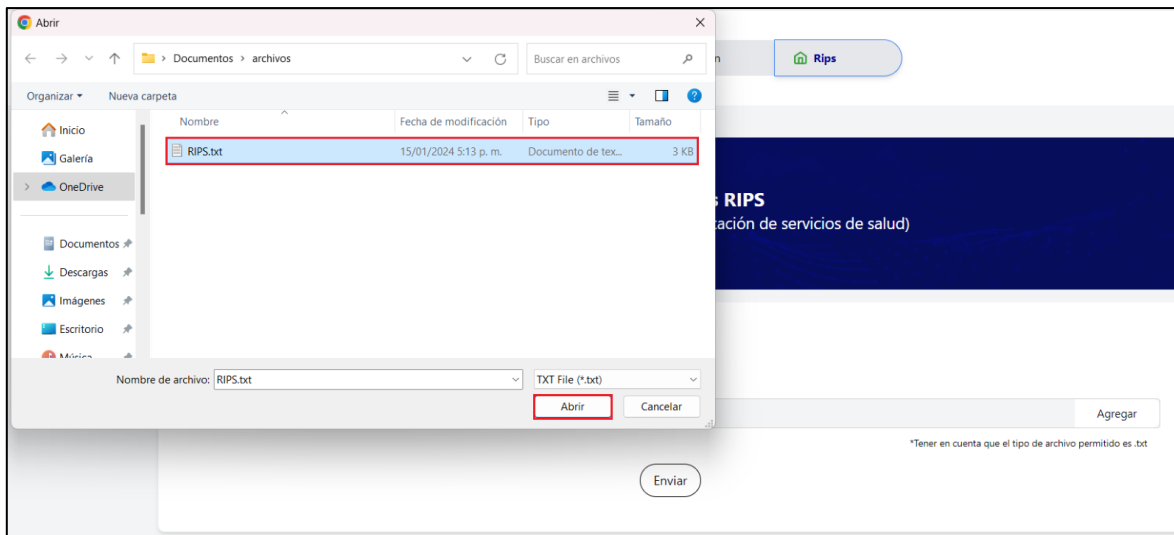 Abrir
Documentos > archivos
Buscar en archivos
n
Rips
Organizar
Nueva carpeta
Inicio
Galería
OneDrive
Documentos
Descargas
Imágenes
Escritorio
Música
Nombre
Fecha de modificación
Tipo
Tamaño
RIPS.txt
15/01/2024 5:13 p. m.
Documento de tex...
3 KB
s RIPS
tación de servicios de salud)
Nombre de archivo: RIPS.txt
TXT File (*.txt)
Abrir
Cancelar
Agregar
*Tener en cuenta que el tipo de archivo permitido es .txt
Enviar